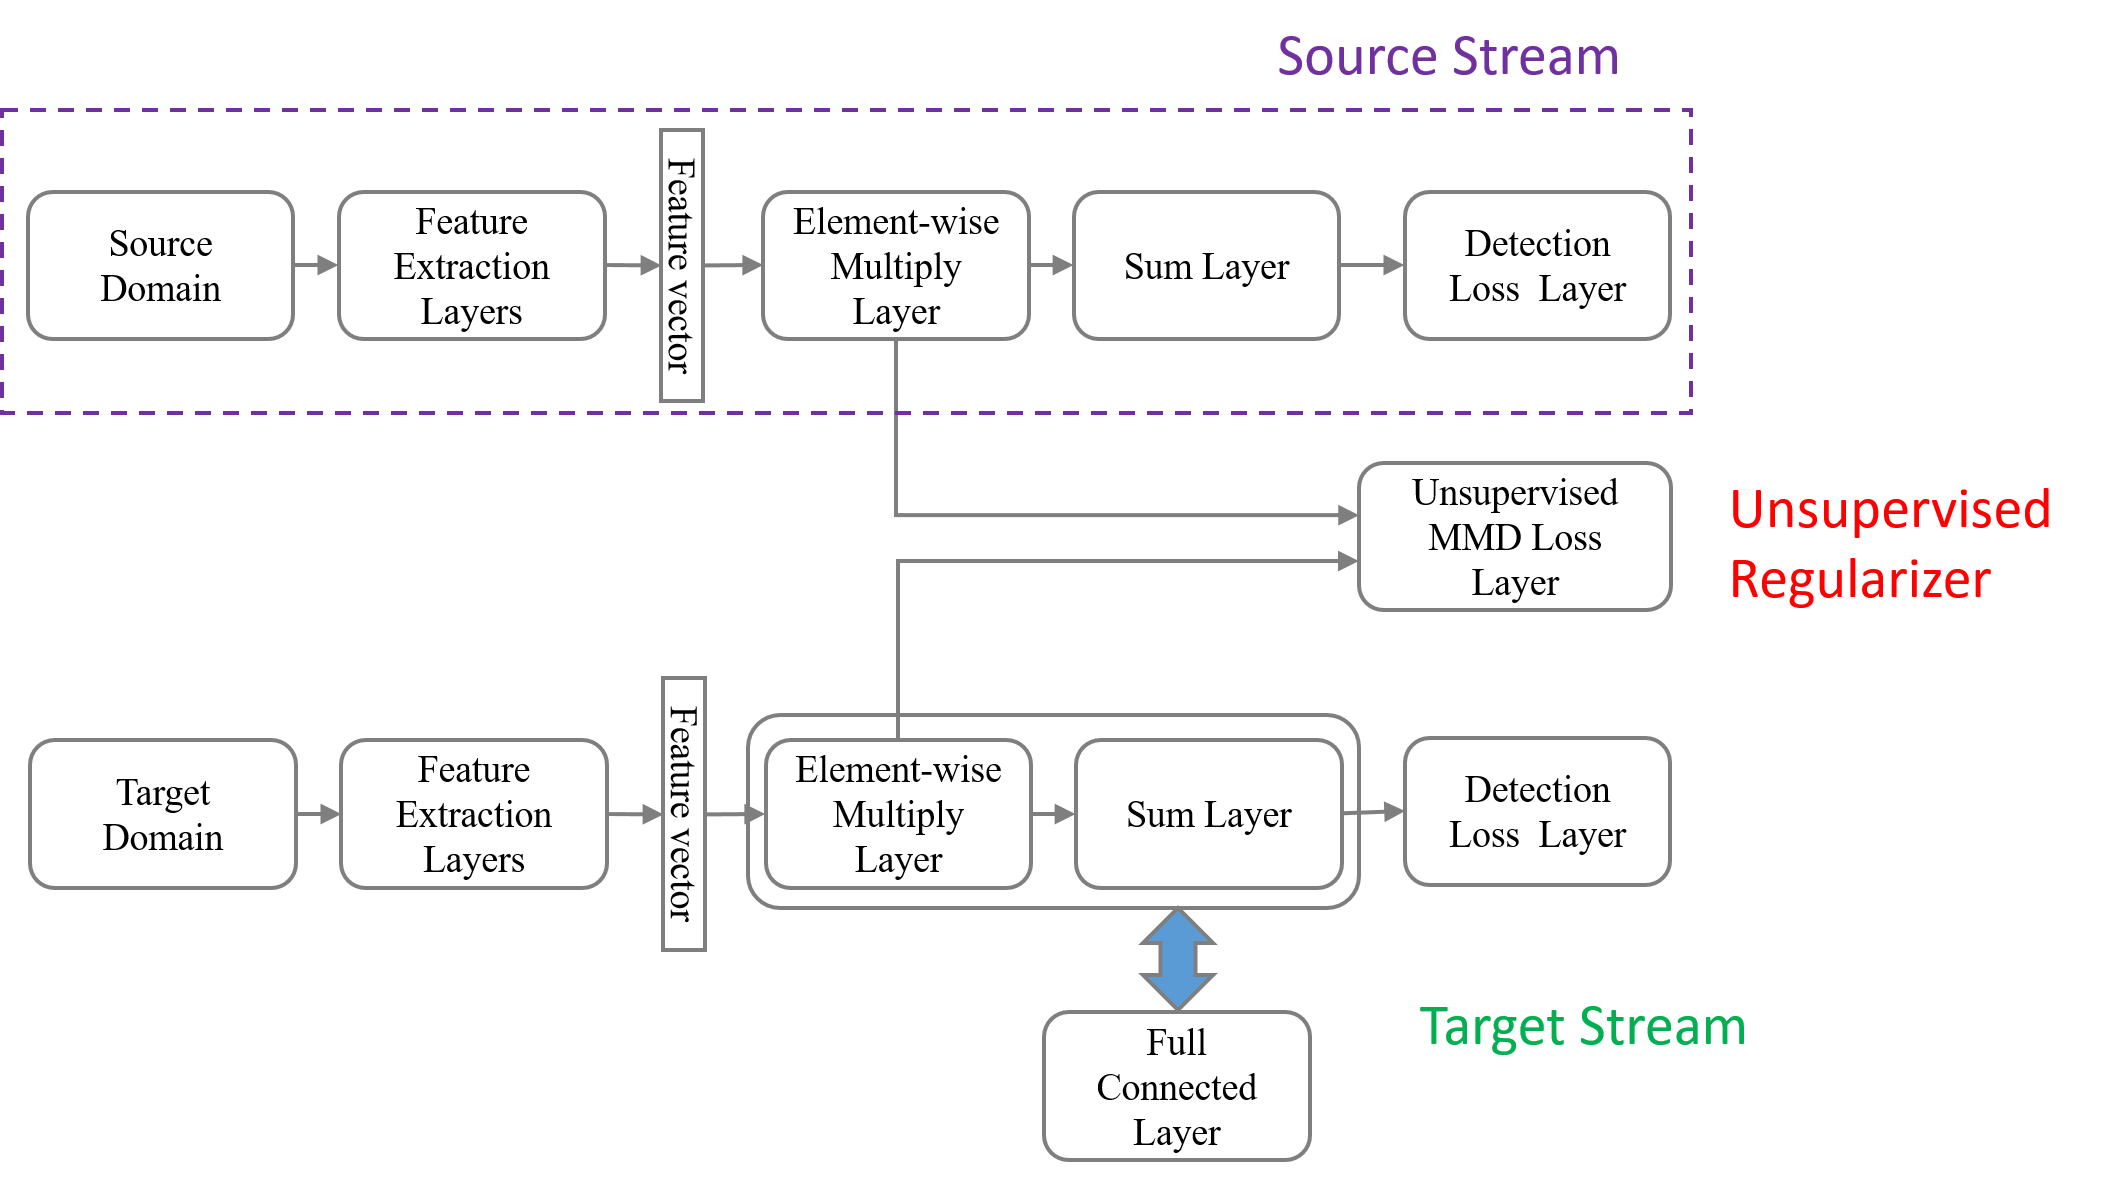 Source Stream
Source
Domain
Feature
Extraction
Layers
Feature vector
Element-wise
Multiply
Layer
Sum Layer
Detection
Loss Layer
Unsupervised
MMD Loss
Layer
Unsupervised
Regularizer
Target
Domain
Feature
Extraction
Layers
Feature vector
Element-wise
Multiply
Layer
Sum Layer
Detection
Loss Layer
Full
Connected
Layer
Target Stream